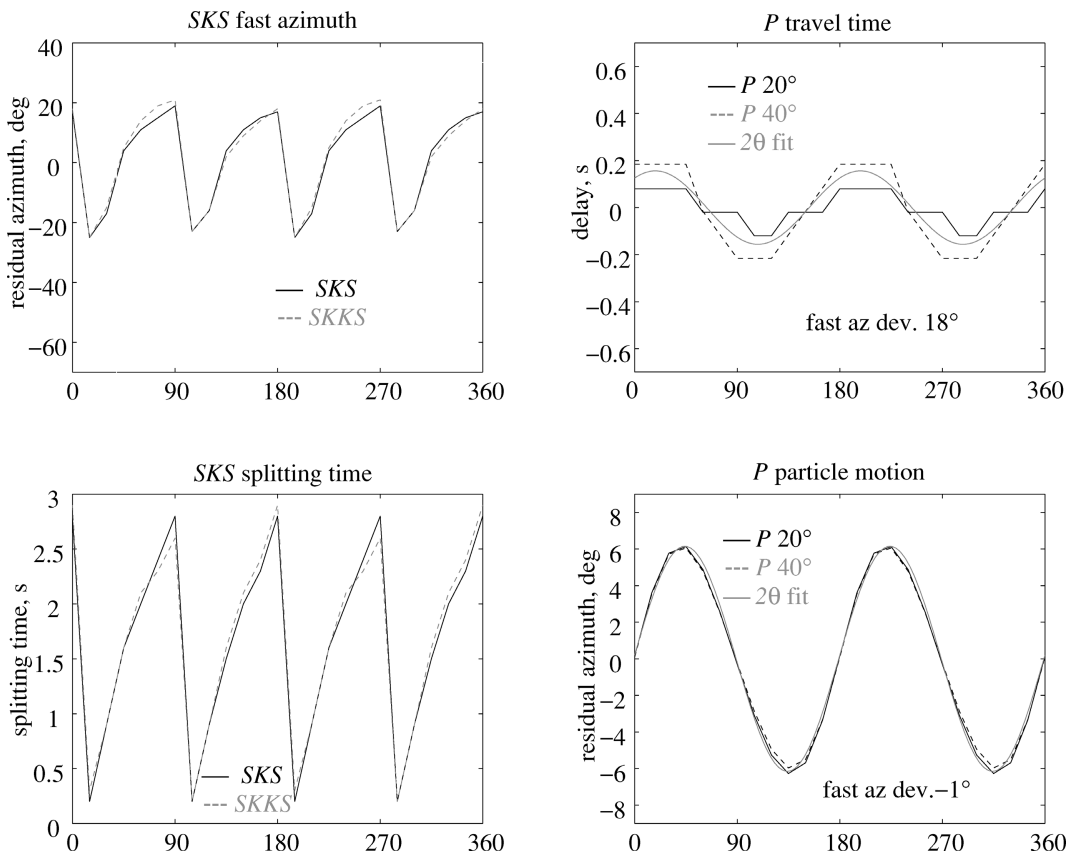 SKS fast azimuth
residual azimuth, deg
40
20
0
−20
−40
−60
SKS
SKKS
0 90 180 270 360
P travel time
delay, s
0.6
0.4
0.2
0
−0.2
−0.4
−0.6
P 20°
P 40°
2θ fit
fast az dev. 18°
0 90 180 270 360
SKS splitting time
splitting time, s
3
2.5
2
1.5
1
0.5
0
SKS
SKKS
0 90 180 270 360
P particle motion
residual azimuth, deg
8
6
4
2
0
−2
−4
−6
−8
P 20°
P 40°
2θ fit
fast az dev.−1°
0 90 180 270 360